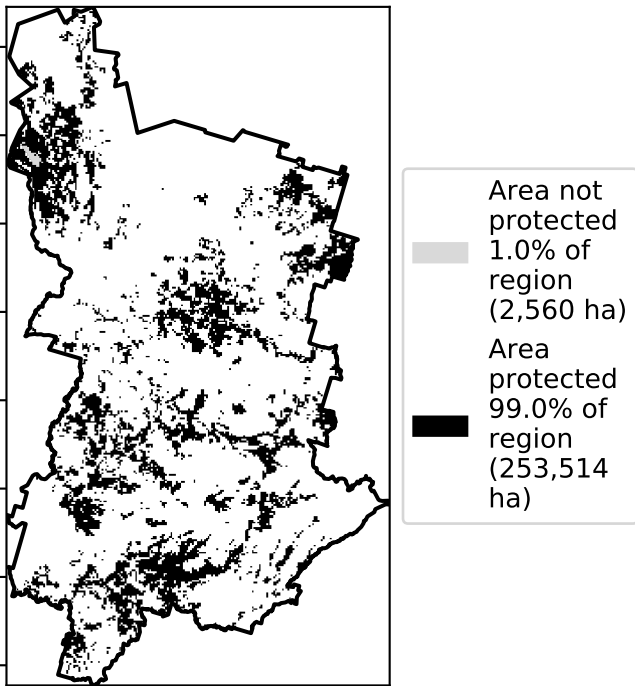 Area not
protected
1.0% of
region
(2,560 ha)
Area
protected
99.0% of
region
(253,514
ha)